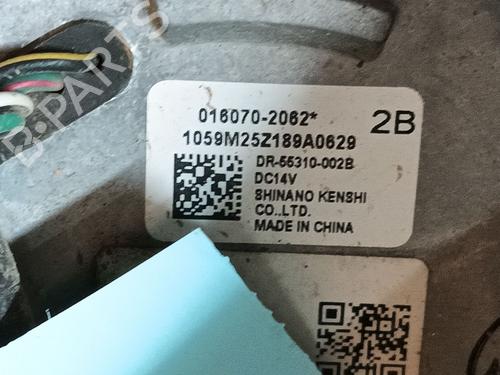 016070-2062*
2B
1059M25Z189A0629
DR-55310-002B
DC14V
SHINANO KENSHI
CO.,LTD.
MADE IN CHINA
B-PARTS